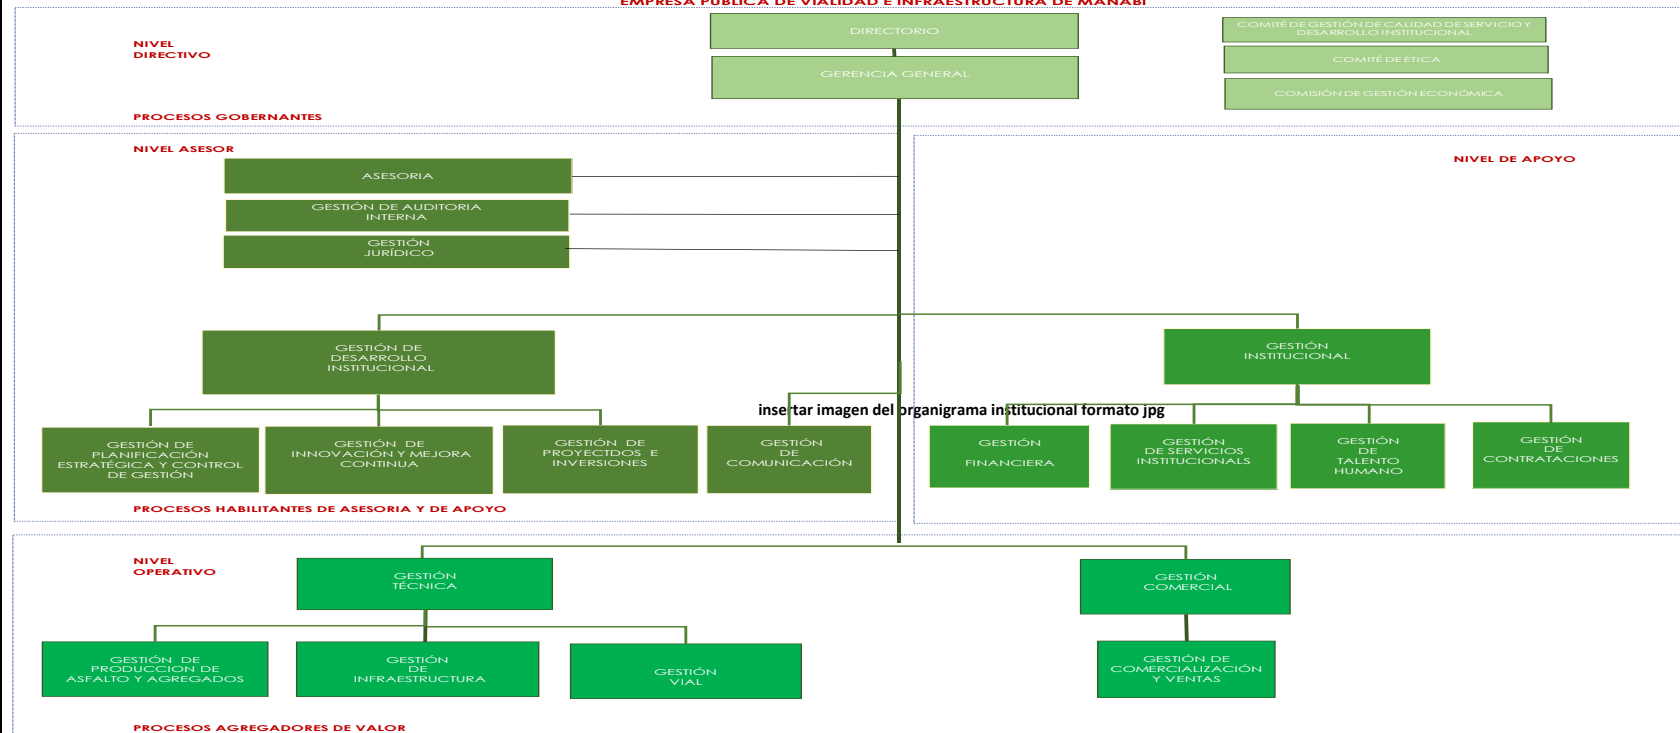 EMPRESA PÚBLICA DE VIALIDAD E INFRAESTRUCTURA DE MANABÍ
NIVEL
DIRECTIVO
DIRECTORIO
GERENCIA GENERAL
COMITÉ DE GESTIÓN DE CALIDAD DE SERVICIO Y
DESARROLLO INSTITUCIONAL
COMITÉ DE ÉTICA
COMISIÓN DE GESTIÓN ECONÓMICA
PROCESOS GOBERNANTES
NIVEL ASESOR
NIVEL DE APOYO
ASESORIA
GESTIÓN DE AUDITORIA
INTERNA
GESTIÓN
JURÍDICO
GESTIÓN DE
DESARROLLO
INSTITUCIONAL
GESTIÓN
INSTITUCIONAL
insertar imagen del organigrama institucional formato jpg
GESTIÓN DE
PLANIFICACIÓN
ESTRATÉGICA Y CONTROL
DE GESTIÓN
GESTIÓN DE
INNOVACIÓN Y MEJORA
CONTINUA
GESTIÓN DE
PROYECTDOS E
INVERSIONES
GESTIÓN
DE
COMUNICACIÓN
GESTIÓN
FINANCIERA
GESTIÓN
DE SERVICIOS
INSTITUCIONALS
GESTIÓN
DE
TALENTO
HUMANO
GESTIÓN
DE
CONTRATACIONES
PROCESOS HABILITANTES DE ASESORIA Y DE APOYO
NIVEL
OPERATIVO
GESTIÓN
TÉCNICA
GESTIÓN
COMERCIAL
GESTIÓN DE
PRODUCCION DE
ASFALTO Y AGREGADOS
GESTIÓN
DE
INFRAESTRUCTURA
GESTIÓN
VIAL
GESTIÓN DE
COMERCIALIZACIÓN
Y VENTAS
PROCESOS AGREGADORES DE VALOR